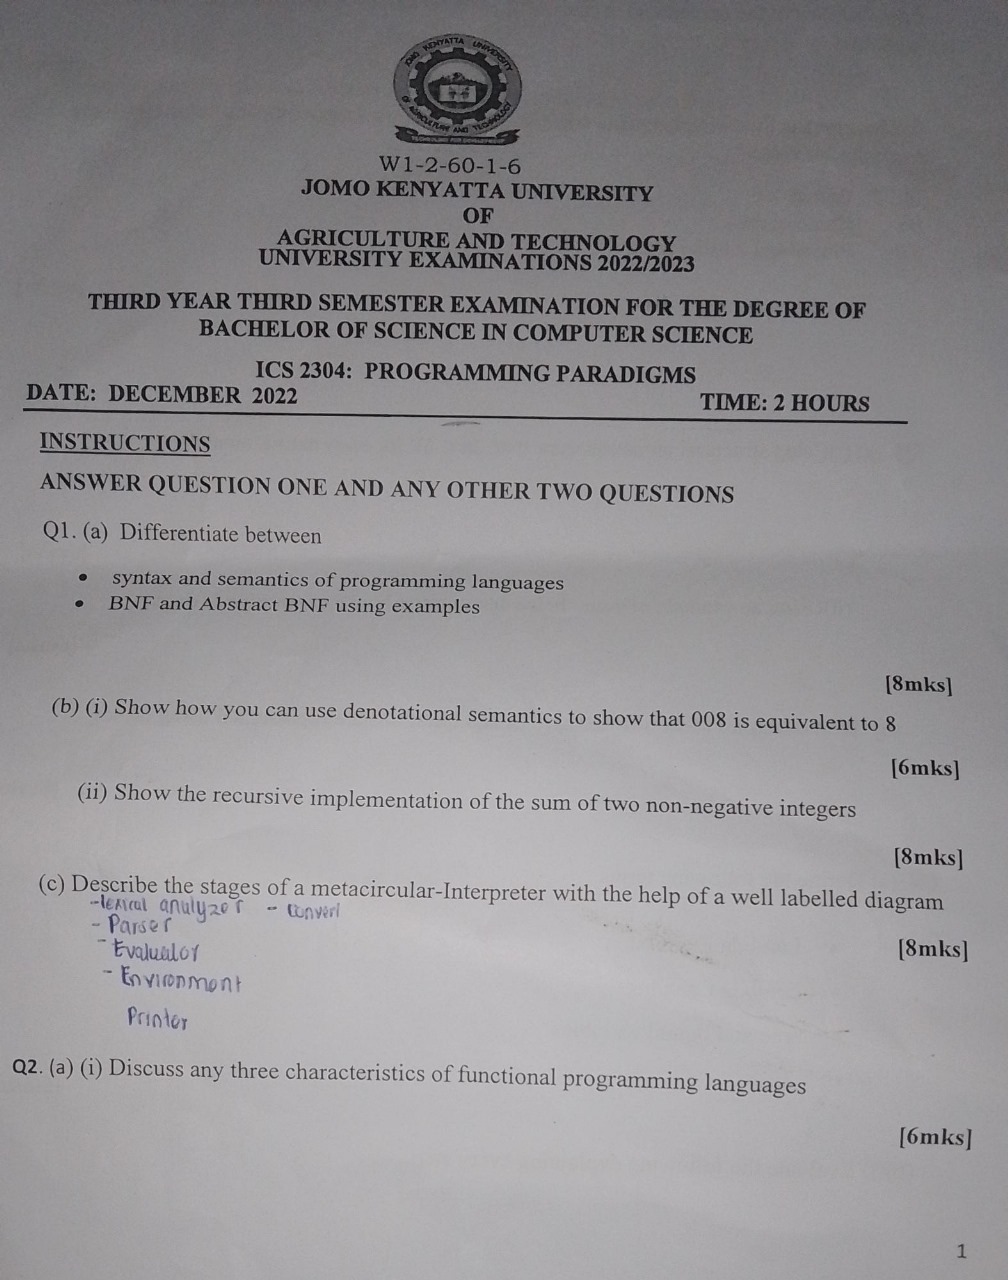 JOMO KENYATTA UNIVERSITY
OF AGRICULTURE AND TECHNOLOGY
W1-2-60-1-6
JOMO KENYATTA UNIVERSITY
OF
AGRICULTURE AND TECHNOLOGY
UNIVERSITY EXAMINATIONS 2022/2023
THIRD YEAR THIRD SEMESTER EXAMINATION FOR THE DEGREE OF
BACHELOR OF SCIENCE IN COMPUTER SCIENCE
ICS 2304: PROGRAMMING PARADIGMS
DATE: DECEMBER 2022 TIME: 2 HOURS
INSTRUCTIONS
ANSWER QUESTION ONE AND ANY OTHER TWO QUESTIONS
Q1. (a) Differentiate between
• syntax and semantics of programming languages
• BNF and Abstract BNF using examples
[8mks]
(b) (i) Show how you can use denotational semantics to show that 008 is equivalent to 8
[6mks]
(ii) Show the recursive implementation of the sum of two non-negative integers
[8mks]
(c) Describe the stages of a metacircular-Interpreter with the help of a well labelled diagram
-lexical analyzer - Convert
- Parser
- Evaluator
[8mks]
- Environment
Printer
Q2. (a) (i) Discuss any three characteristics of functional programming languages
[6mks]
1